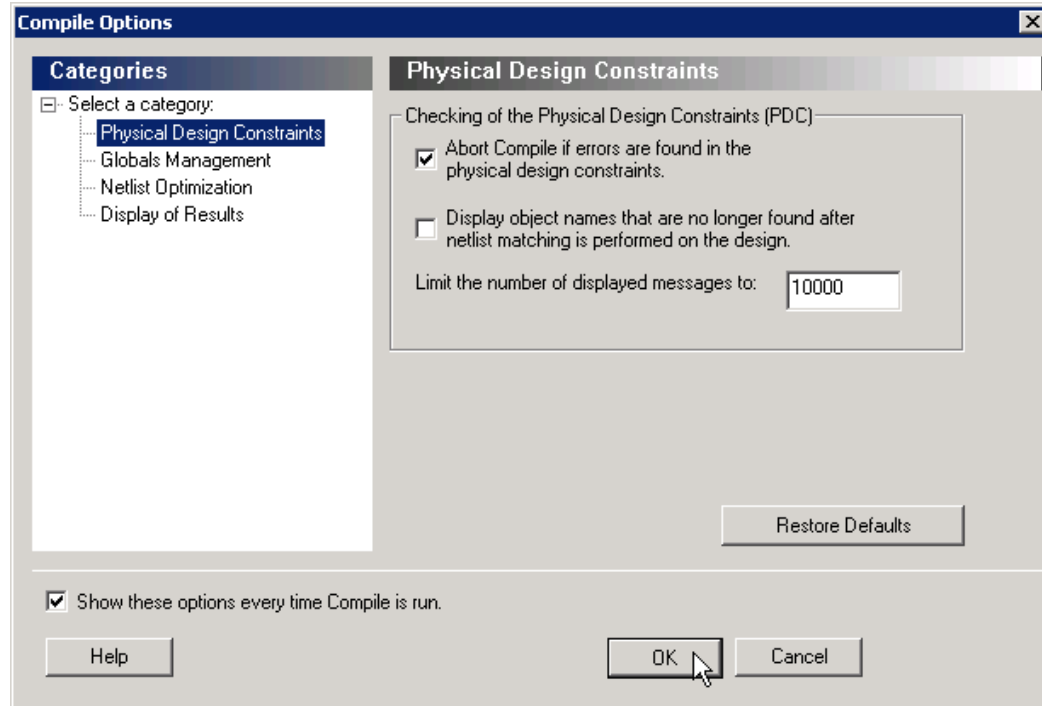 Compile Options
Categories
Select a category:
Physical Design Constraints
Globals Management
Netlist Optimization
Display of Results
Physical Design Constraints
Checking of the Physical Design Constraints (PDC)
Abort Compile if errors are found in the
physical design constraints.
Display object names that are no longer found after
netlist matching is performed on the design.
Limit the number of displayed messages to: 10000
Restore Defaults
Show these options every time Compile is run.
Help OK Cancel